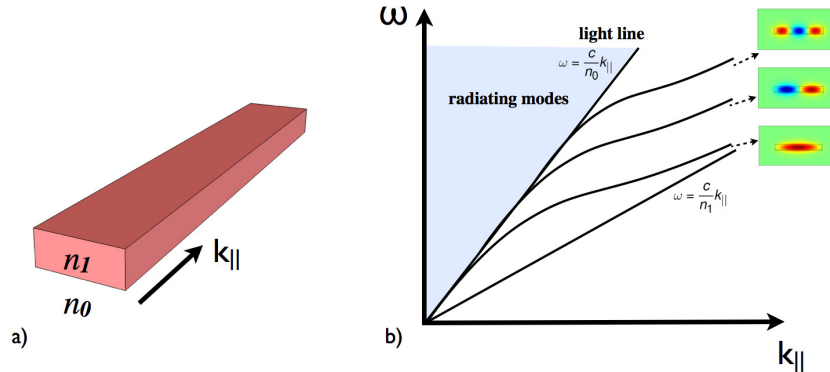 n1
n0
k||
a)
ω
light line
ω = c/n0 k||
radiating modes
ω = c/n1 k||
b)
k||